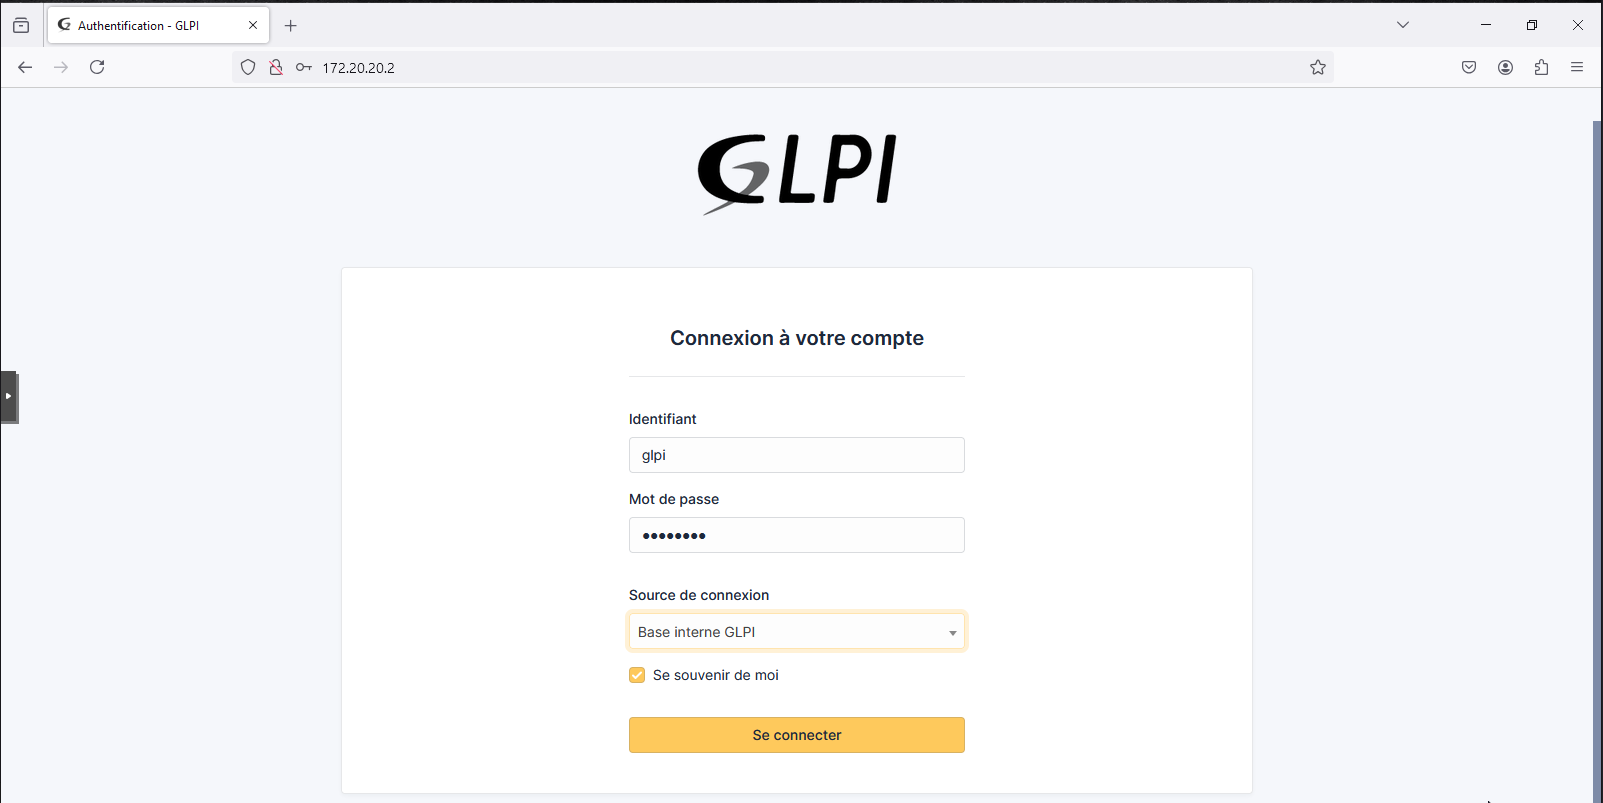 Authentification - GLPI
172.20.20.2
GLPI
Connexion à votre compte
Identifiant
glpi
Mot de passe
••••••••
Source de connexion
Base interne GLPI
Se souvenir de moi
Se connecter